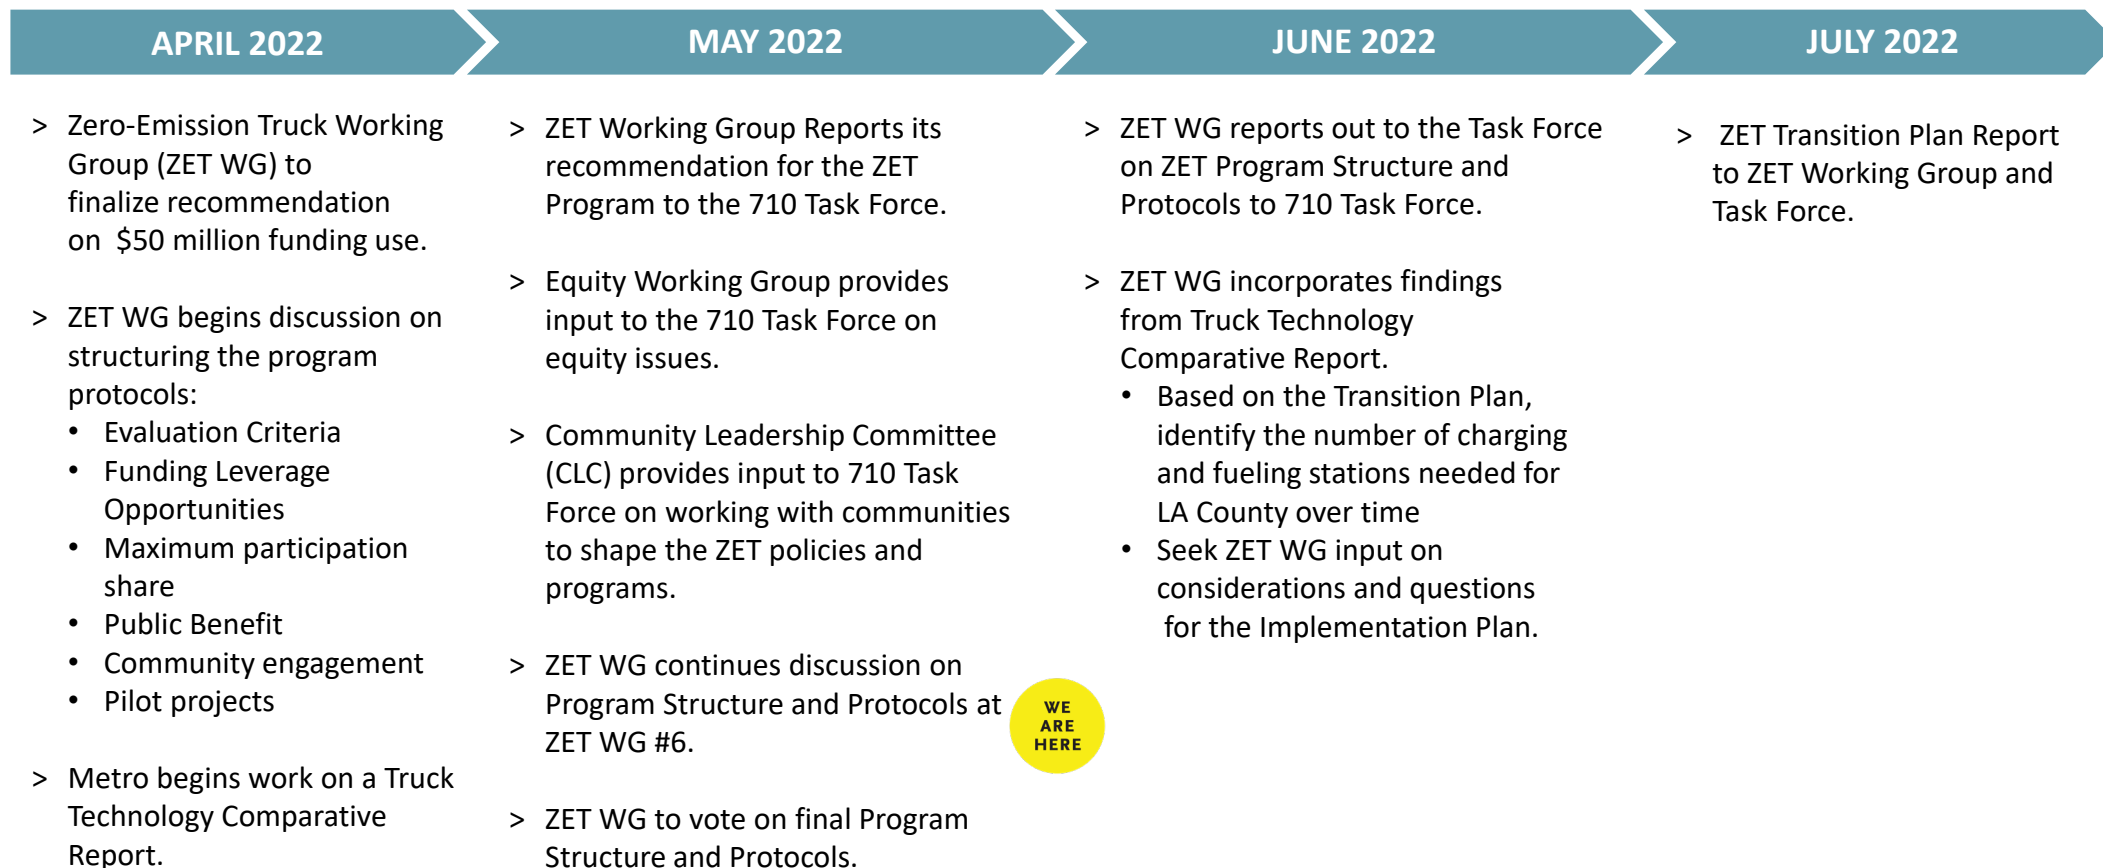 APRIL 2022
MAY 2022
JUNE 2022
JULY 2022
> Zero-Emission Truck Working
Group (ZET WG) to
finalize recommendation
on $50 million funding use.
> ZET WG begins discussion on
structuring the program
protocols:
• Evaluation Criteria
• Funding Leverage
Opportunities
• Maximum participation
share
• Public Benefit
• Community engagement
• Pilot projects
> Metro begins work on a Truck
Technology Comparative
Report.
> ZET Working Group Reports its
recommendation for the ZET
Program to the 710 Task Force.
> Equity Working Group provides
input to the 710 Task Force on
equity issues.
> Community Leadership Committee
(CLC) provides input to 710 Task
Force on working with communities
to shape the ZET policies and
programs.
> ZET WG continues discussion on
Program Structure and Protocols at
ZET WG #6.
WE
ARE
HERE
> ZET WG to vote on final Program
Structure and Protocols.
> ZET WG reports out to the Task Force
on ZET Program Structure and
Protocols to 710 Task Force.
> ZET WG incorporates findings
from Truck Technology
Comparative Report.
• Based on the Transition Plan,
identify the number of charging
and fueling stations needed for
LA County over time
• Seek ZET WG input on
considerations and questions
for the Implementation Plan.
> ZET Transition Plan Report
to ZET Working Group and
Task Force.